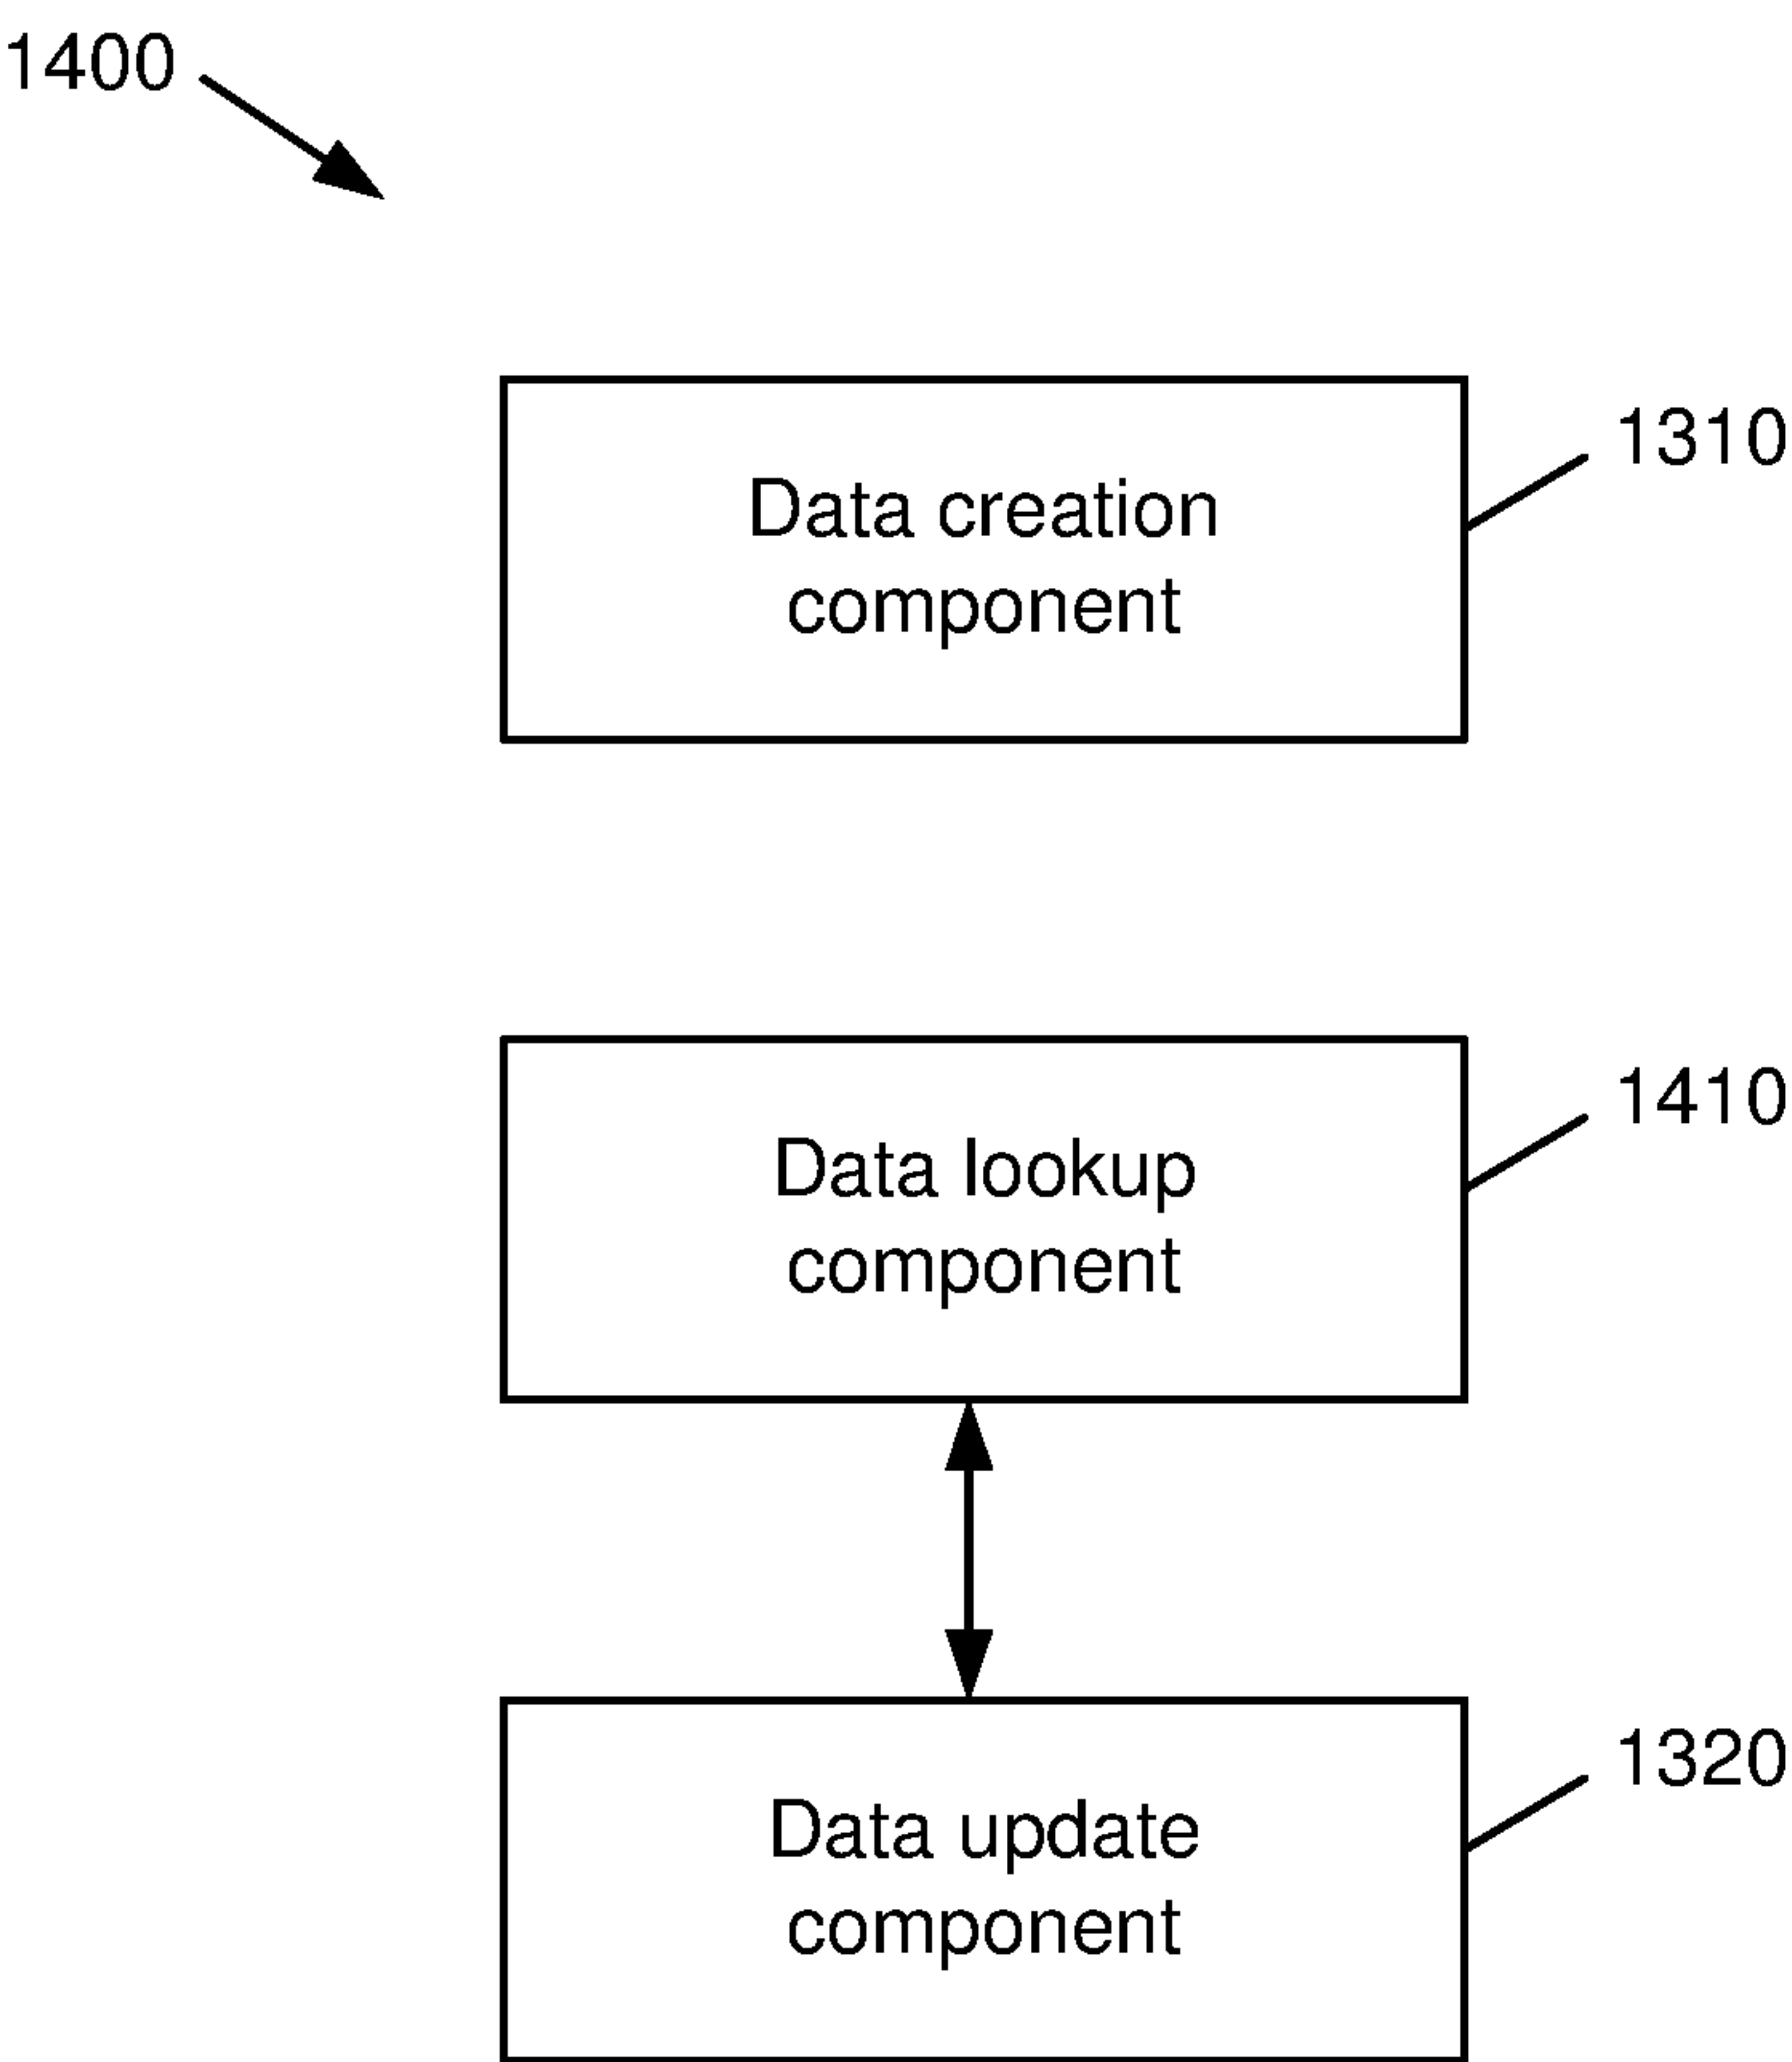 1400
Data creation
component
1310
Data lookup
component
1410
Data update
component
1320